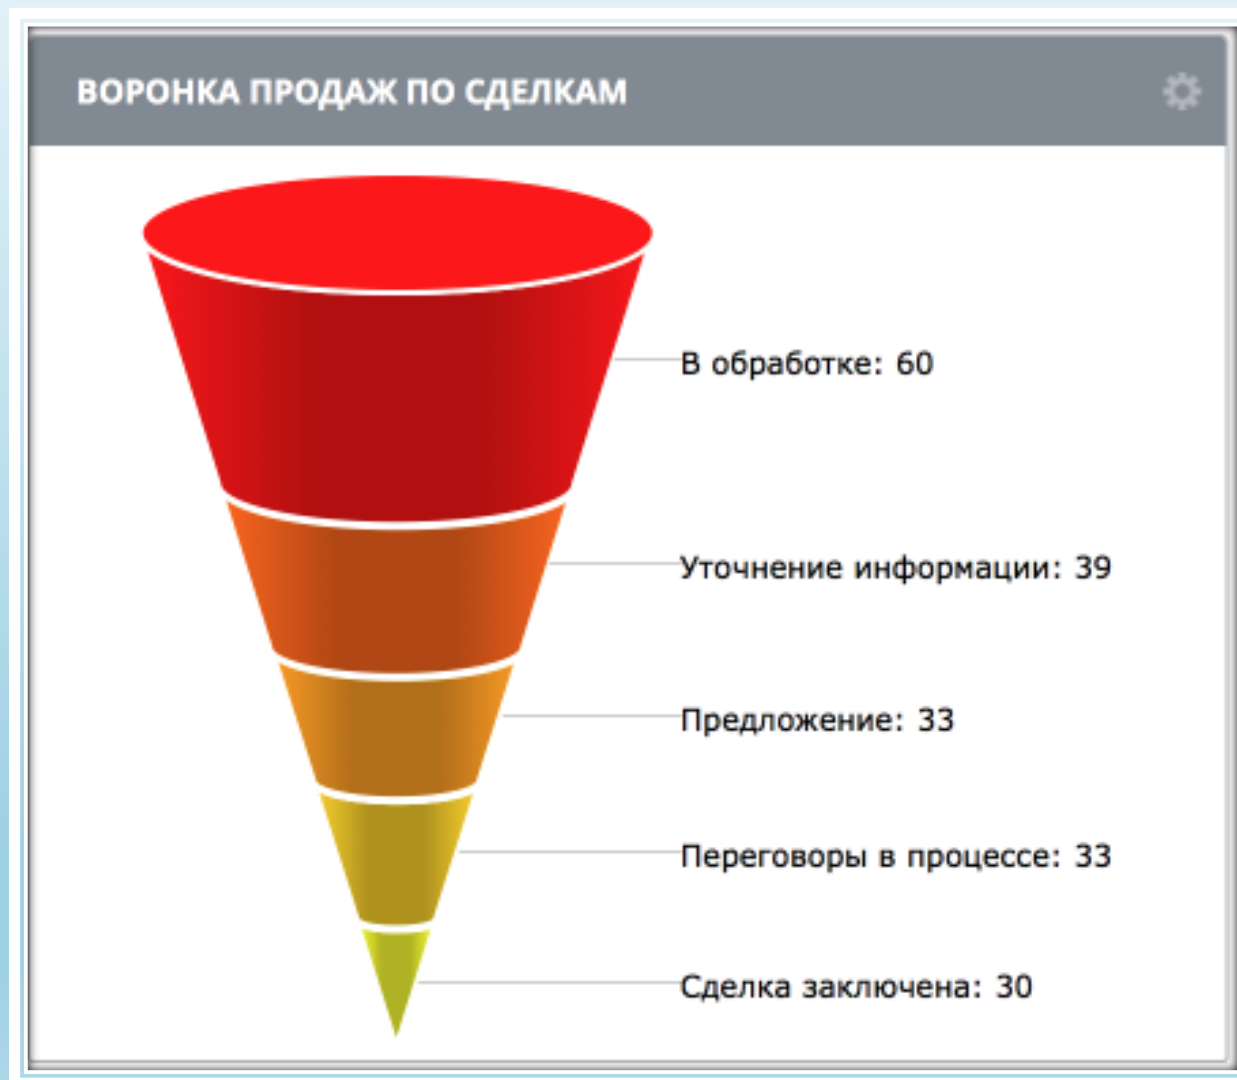 ВОРОНКА ПРОДАЖ ПО СДЕЛКАМ
В обработке: 60
Уточнение информации: 39
Предложение: 33
Переговоры в процессе: 33
Сделка заключена: 30